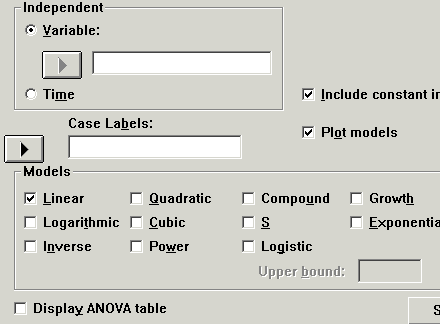 Independent
Variable:
Time
Include constant in
Case Labels:
Plot models
Models
Linear Quadratic Compound Growth
Logarithmic Cubic S Exponentia
Inverse Power Logistic
Upper bound:
Display ANOVA table
S